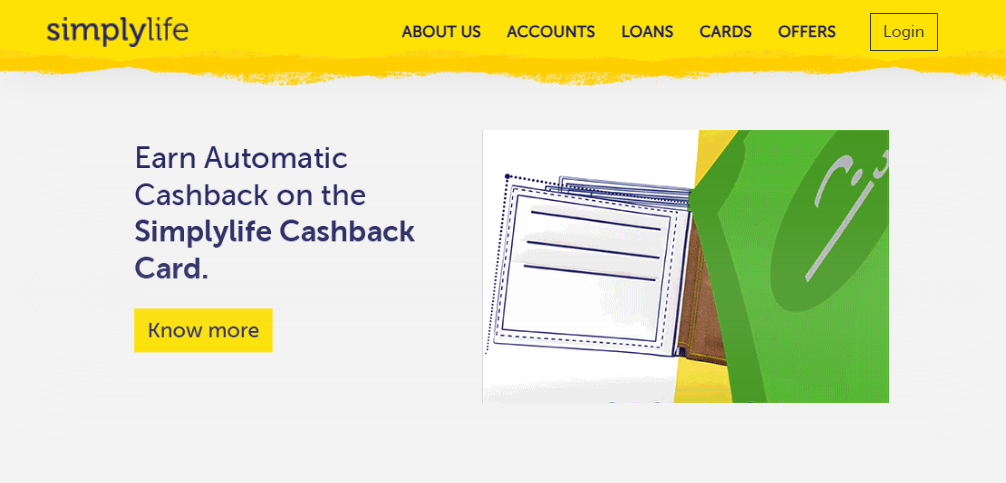 simplylife
ABOUT US
ACCOUNTS
LOANS
CARDS
OFFERS
Login
Earn Automatic
Cashback on the
Simplylife Cashback
Card.
Know more